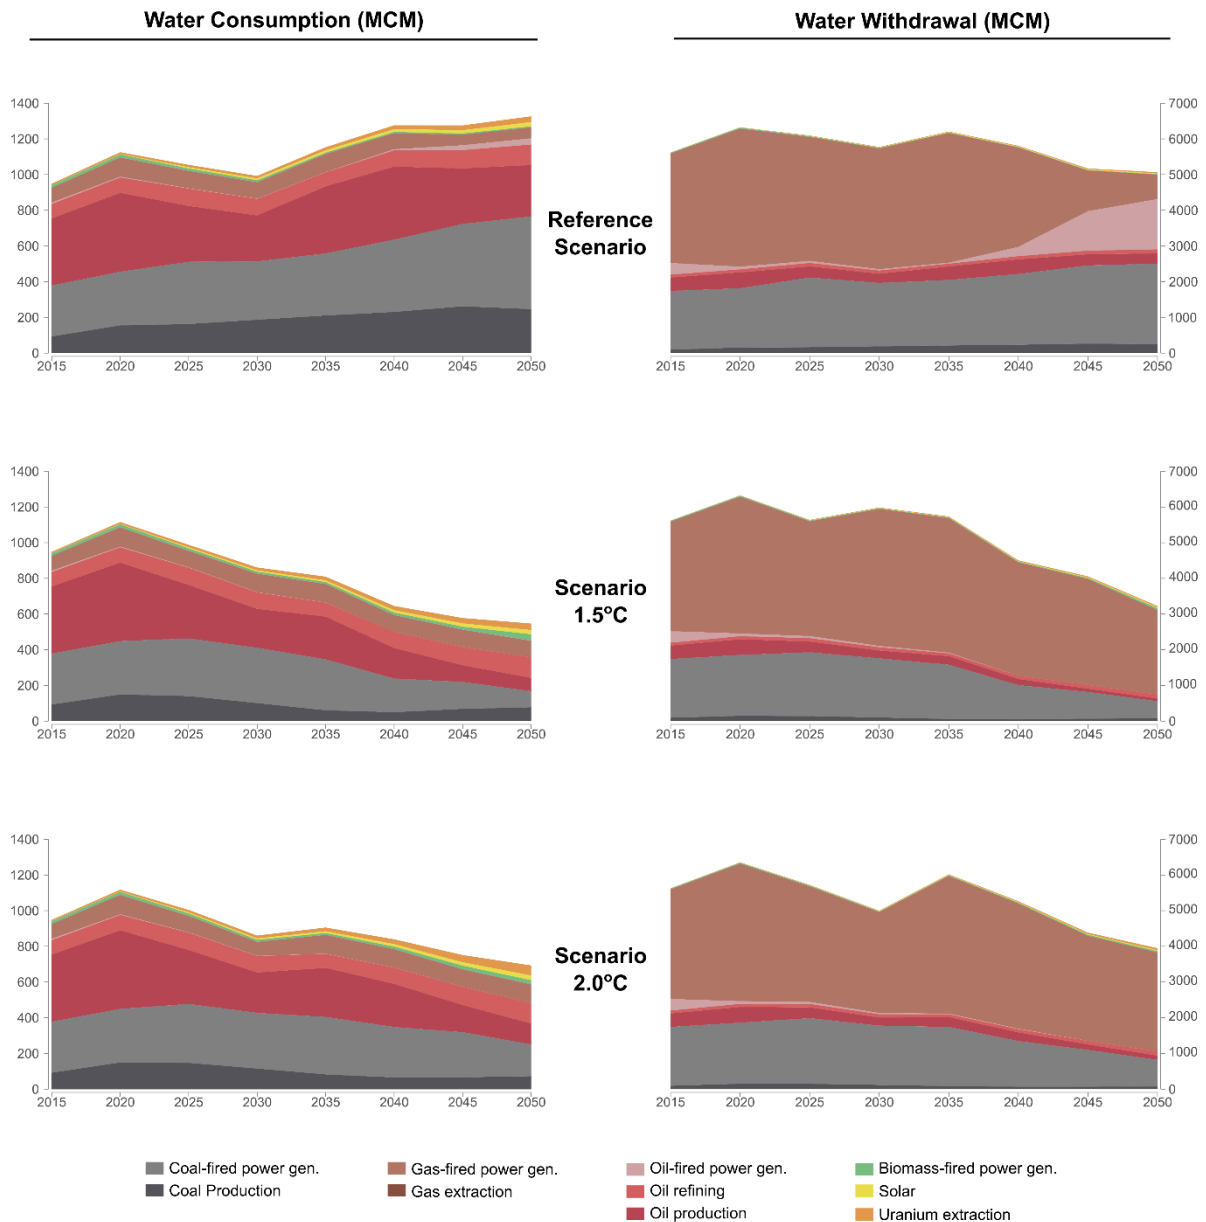 Water Consumption (MCM)
Water Withdrawal (MCM)
1400
1200
1000
800
600
400
200
0
2015 2020 2025 2030 2035 2040 2045 2050
Reference
Scenario
7000
6000
5000
4000
3000
2000
1000
0
2015 2020 2025 2030 2035 2040 2045 2050
1400
1200
1000
800
600
400
200
0
2015 2020 2025 2030 2035 2040 2045 2050
Scenario
1.5ºC
7000
6000
5000
4000
3000
2000
1000
0
2015 2020 2025 2030 2035 2040 2045 2050
1400
1200
1000
800
600
400
200
0
2015 2020 2025 2030 2035 2040 2045 2050
Scenario
2.0ºC
7000
6000
5000
4000
3000
2000
1000
0
2015 2020 2025 2030 2035 2040 2045 2050
Coal-fired power gen.
Coal Production
Gas-fired power gen.
Gas extraction
Oil-fired power gen.
Oil refining
Oil production
Biomass-fired power gen.
Solar
Uranium extraction